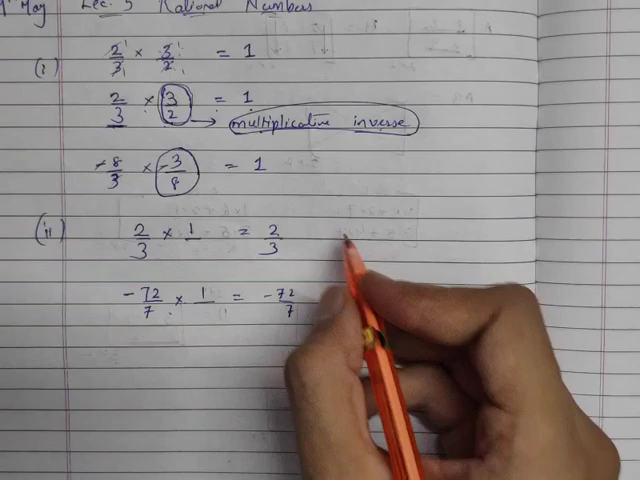 May Lec. 5 Rational Numbers
(i) 2/3 × 3/2 = 1
2/3 × 3/2 = 1
multiplicative inverse
-8/3 × -3/8 = 1
(ii) 2/3 × 1 = 2/3
-72/7 × 1 = -72/7